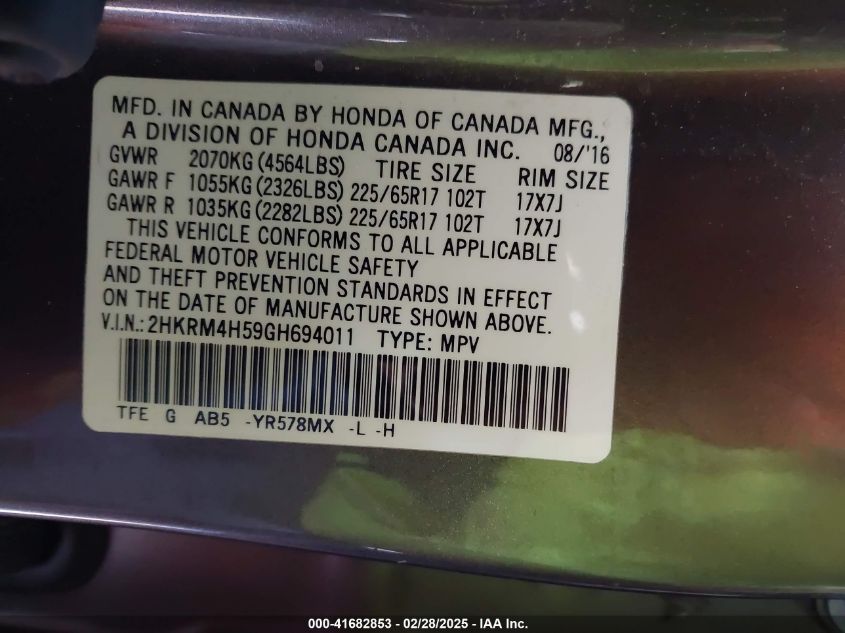 MFD. IN CANADA BY HONDA OF CANADA MFG.,
A DIVISION OF HONDA CANADA INC. 08/'16
GVWR 2070KG (4564LBS) TIRE SIZE RIM SIZE
GAWR F 1055KG (2326LBS) 225/65R17 102T 17X7J
GAWR R 1035KG (2282LBS) 225/65R17 102T 17X7J
THIS VEHICLE CONFORMS TO ALL APPLICABLE
FEDERAL MOTOR VEHICLE SAFETY
AND THEFT PREVENTION STANDARDS IN EFFECT
ON THE DATE OF MANUFACTURE SHOWN ABOVE.
V.I.N.: 2HKRM4H59GH694011 TYPE: MPV
TFE G AB5 -YR578MX -L -H
000-41682853 - 02/28/2025 - IAA Inc.